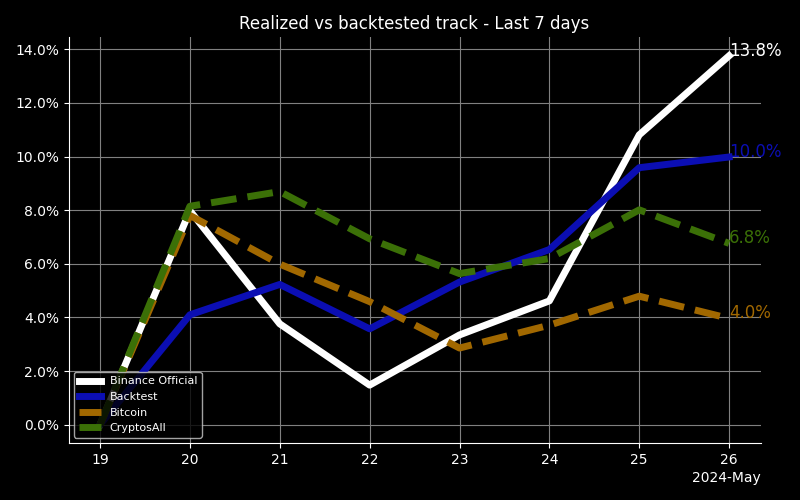 Realized vs backtested track - Last 7 days
14.0%
12.0%
10.0%
8.0%
6.0%
4.0%
2.0%
0.0%
13.8%
10.0%
6.8%
4.0%
Binance Official
Backtest
Bitcoin
CryptosAll
19 20 21 22 23 24 25 26
2024-May